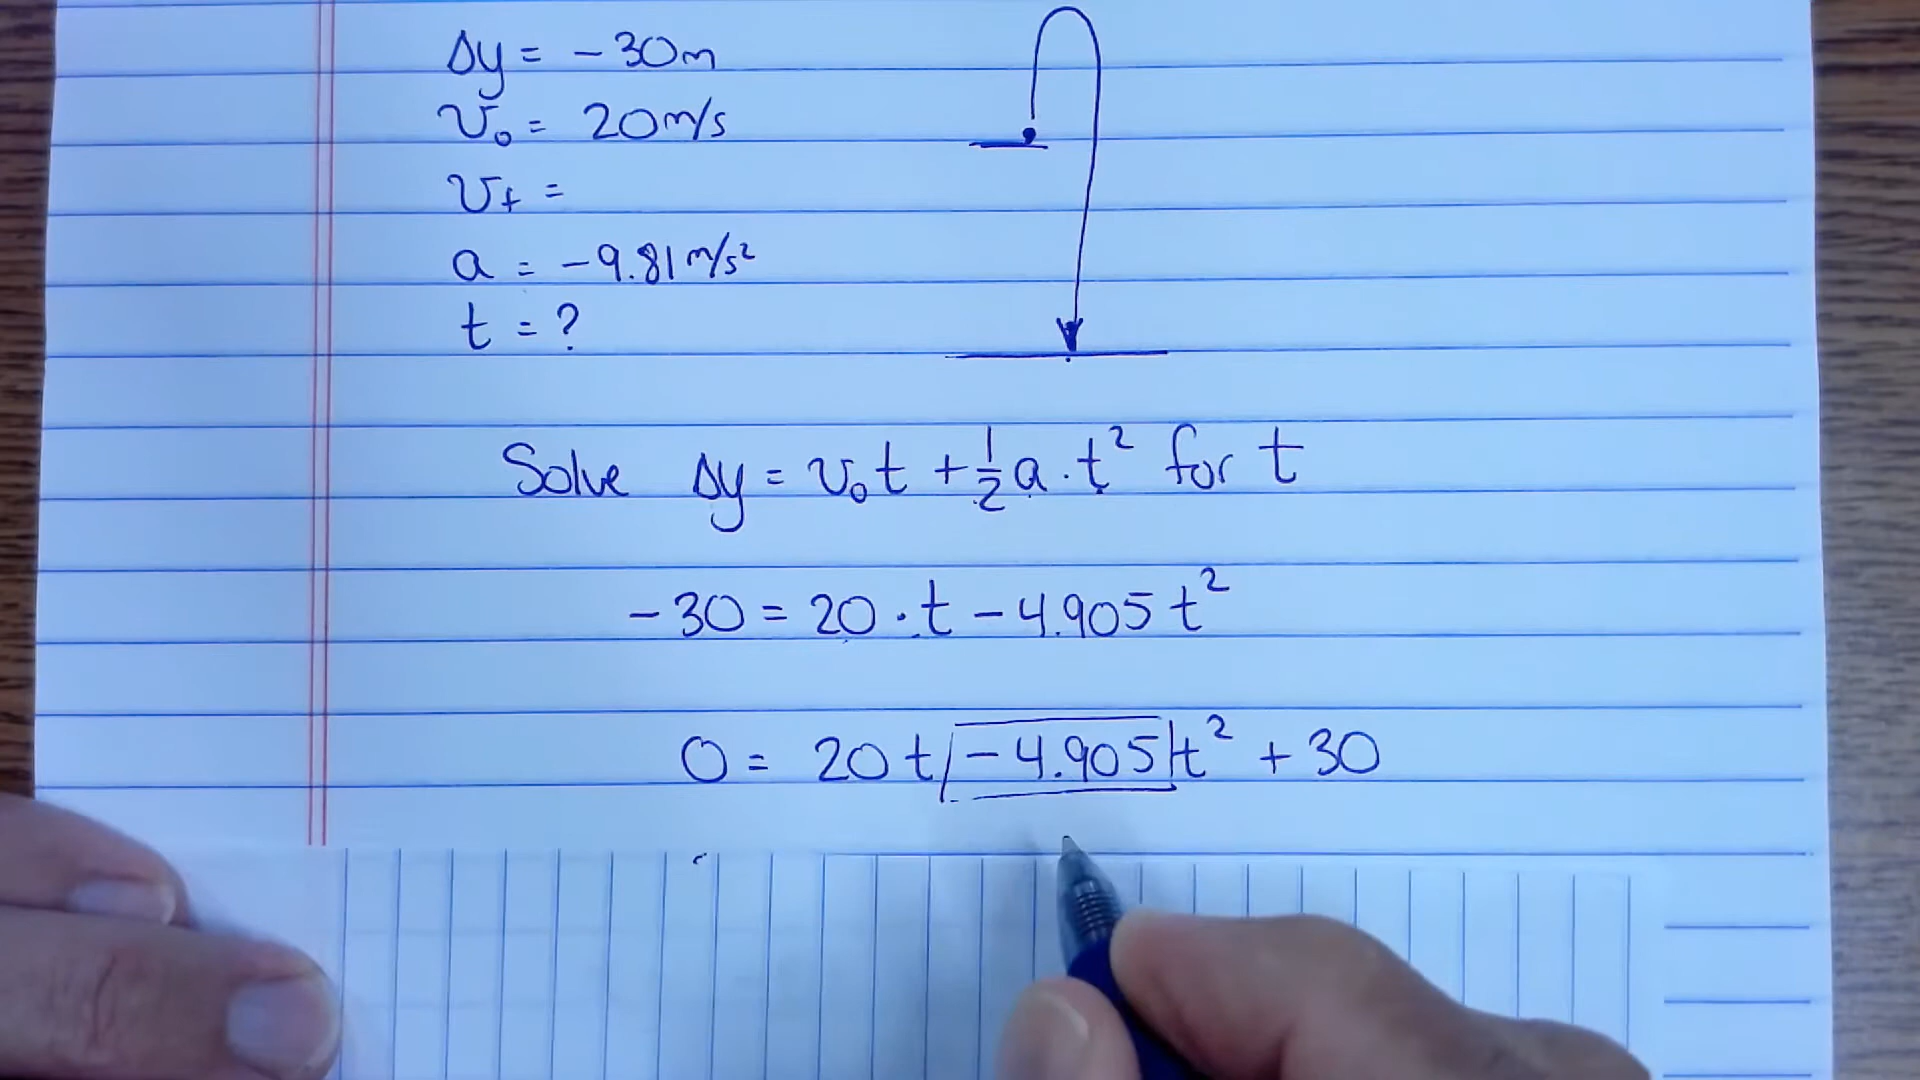 Δy = -30m
v₀ = 20m/s
vf =
a = -9.81m/s²
t = ?
Solve Δy = v₀t + ½a·t² for t
-30 = 20·t - 4.905t²
0 = 20t - 4.905t² + 30